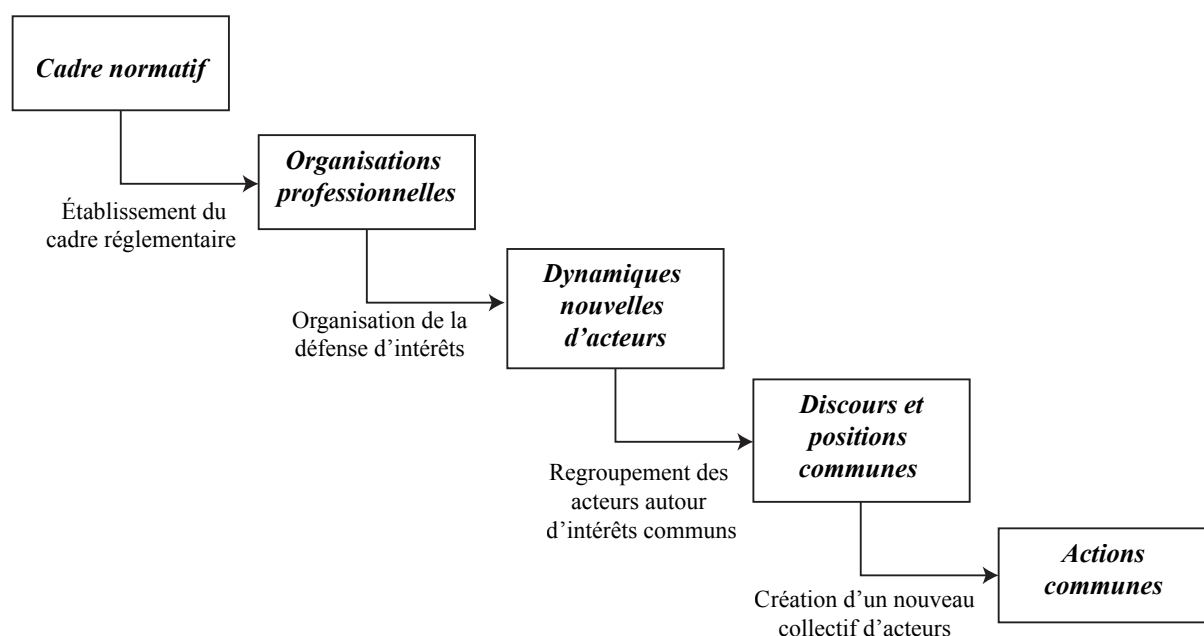 Cadre normatif
Organisations
professionnelles
Établissement du
cadre réglementaire
Dynamiques
nouvelles
d’acteurs
Organisation de la
défense d’intérêts
Discours et
positions
communes
Regroupement des
acteurs autour
d’intérêts communs
Actions
communes
Création d’un nouveau
collectif d’acteurs